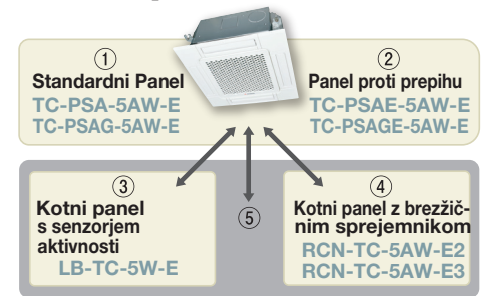 ①
Standardni Panel
TC-PSA-5AW-E
TC-PSAG-5AW-E
②
Panel proti prepihu
TC-PSAE-5AW-E
TC-PSAGE-5AW-E
③
Kotni panel
s senzorjem
aktivnosti
LB-TC-5W-E
⑤
④
Kotni panel z brezžič-
nim sprejemnikom
RCN-TC-5AW-E2
RCN-TC-5AW-E3